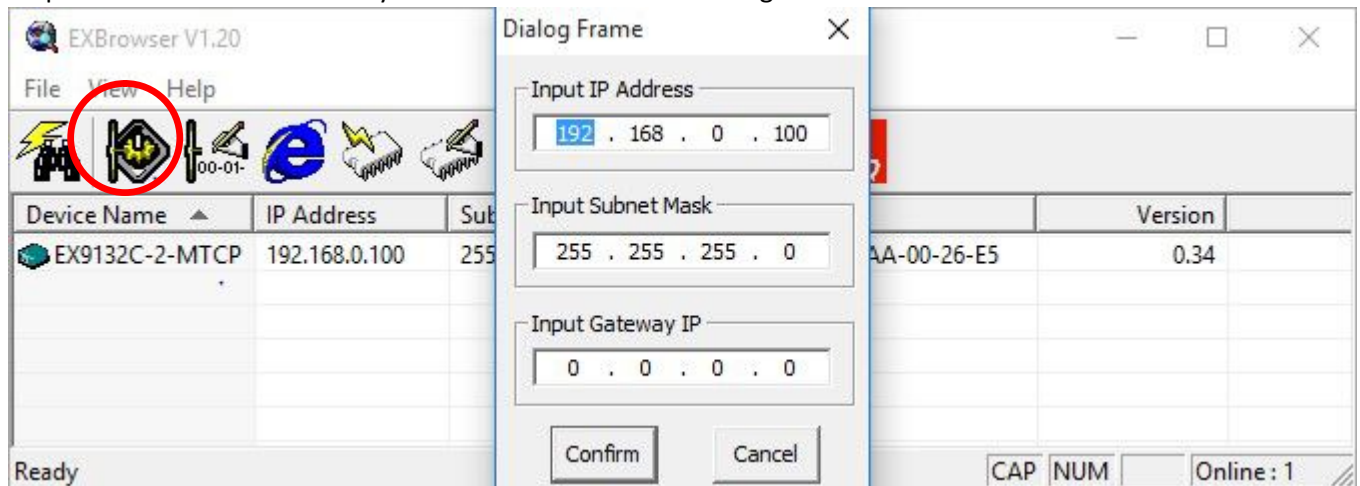 EXBrowser V1.20
File View Help
00-01-
Device Name IP Address Sub Version
EX9132C-2-MTCP 192.168.0.100 255 AA-00-26-E5 0.34
Ready CAP NUM Online : 1
Dialog Frame
Input IP Address
192 . 168 . 0 . 100
Input Subnet Mask
255 . 255 . 255 . 0
Input Gateway IP
0 . 0 . 0 . 0
Confirm Cancel